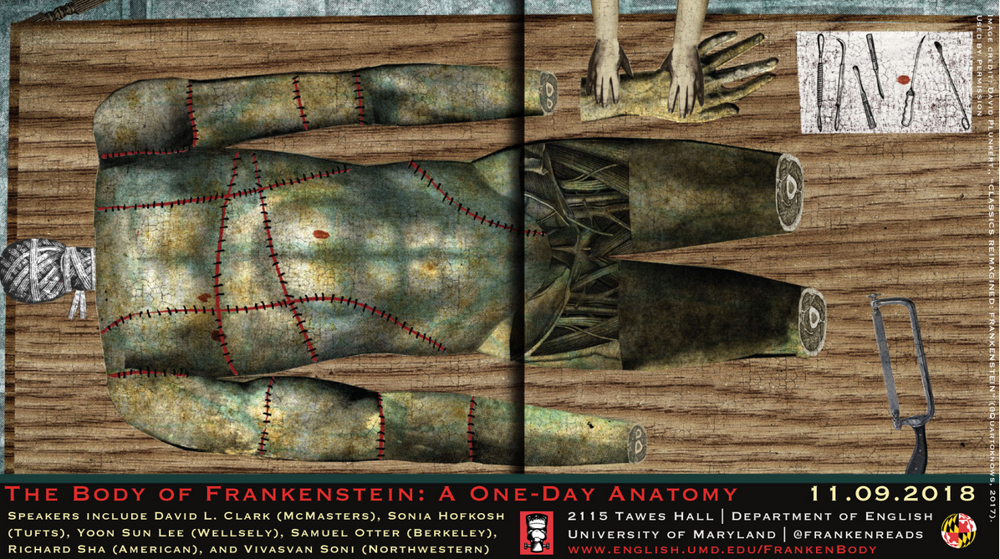 The Body of Frankenstein: A One-Day Anatomy
11.09.2018
Speakers include David L. Clark (McMasters), Sonia Hofkosh
(Tufts), Yoon Sun Lee (Wellsely), Samuel Otter (Berkeley),
Richard Sha (American), and Vivasvan Soni (Northwestern)
2115 Tawes Hall | Department of English
University of Maryland | @frankenreads
www.english.umd.edu/FrankenBody
Image credit: David Plunkert, "Classics Reimagined: Frankenstein" (@quartoknows, 2017).
Used by Permission